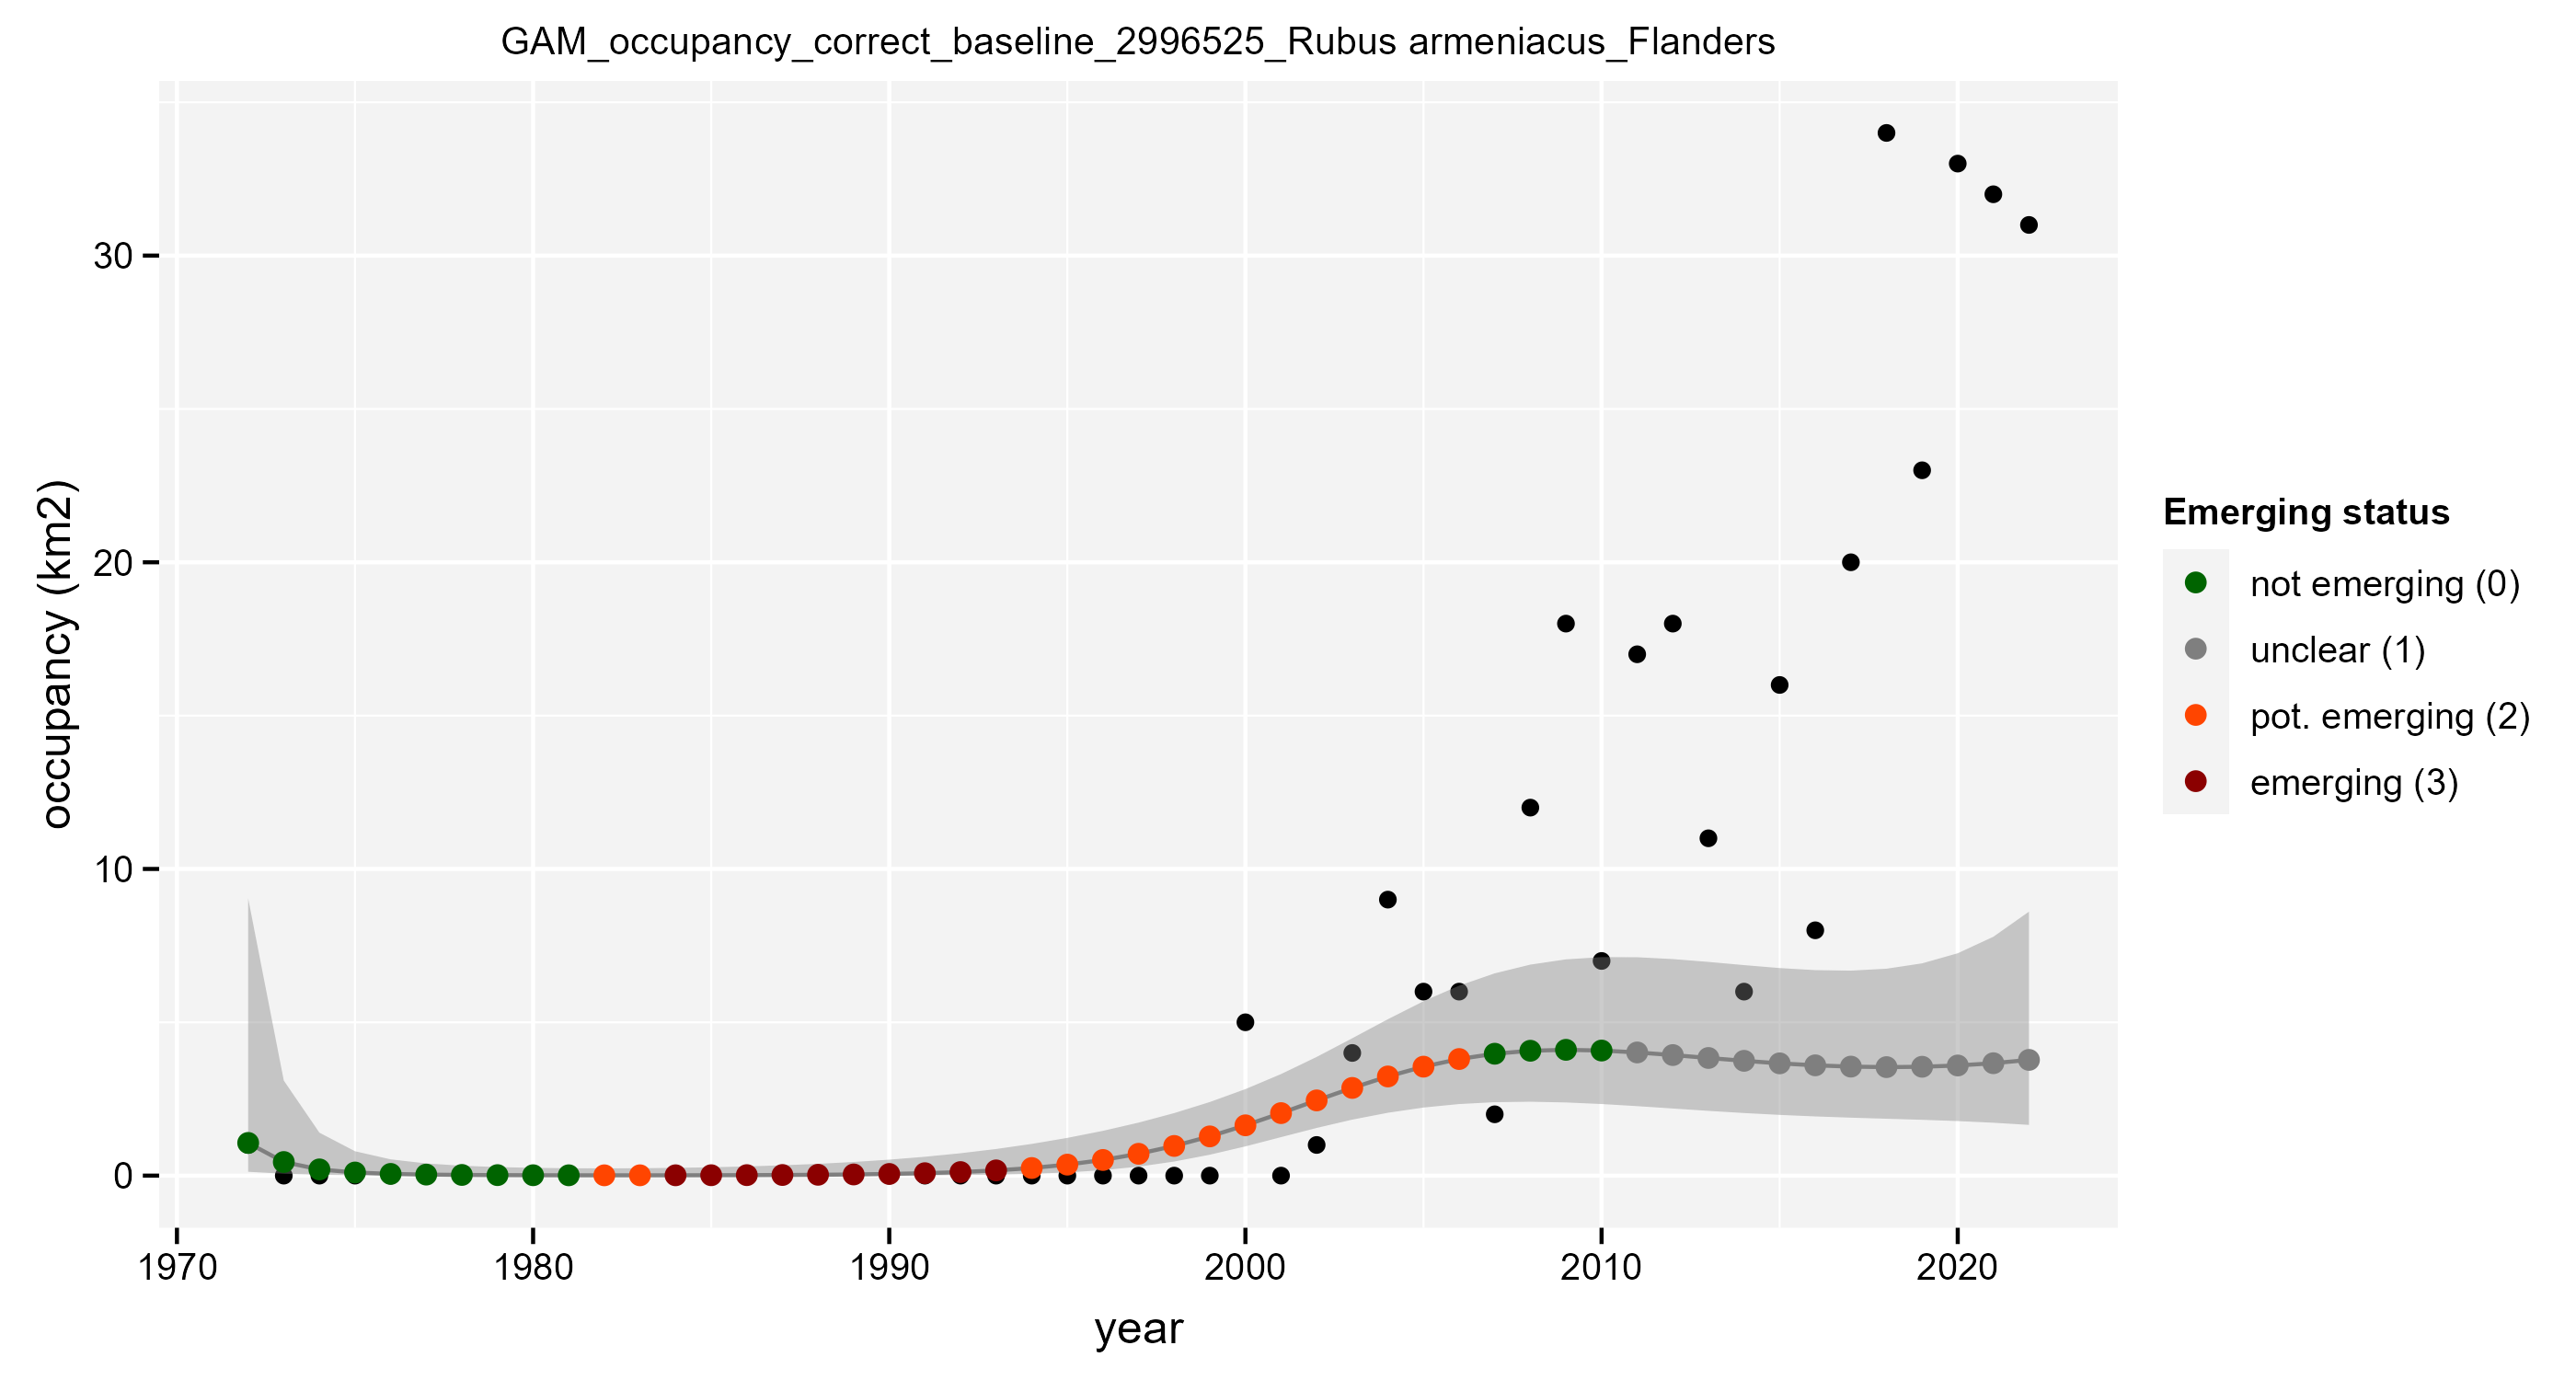 GAM_occupancy_correct_baseline_2996525_Rubus armeniacus_Flanders
occupancy (km2)
30
20
10
0
1970
1980
1990
2000
2010
2020
year
Emerging status
not emerging (0)
unclear (1)
pot. emerging (2)
emerging (3)